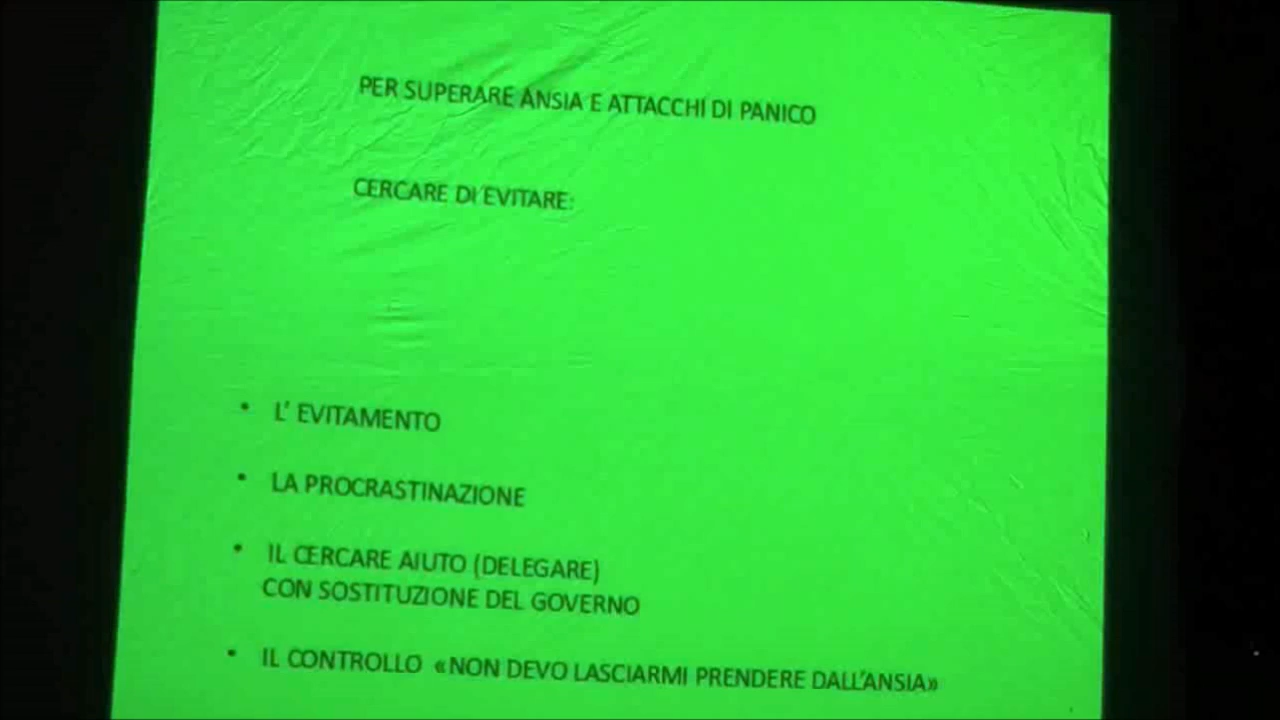 PER SUPERARE ANSIA E ATTACCHI DI PANICO
CERCARE DI EVITARE:
• L' EVITAMENTO
• LA PROCRASTINAZIONE
• IL CERCARE AIUTO (DELEGARE)
CON SOSTITUZIONE DEL GOVERNO
• IL CONTROLLO «NON DEVO LASCIARMI PRENDERE DALL'ANSIA»